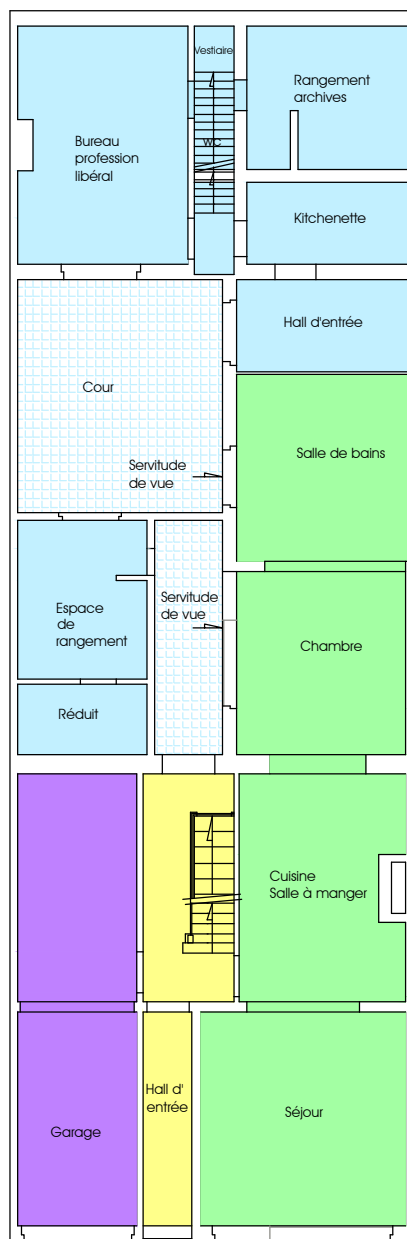 Vestiaire
Rangement
archives
Bureau
profession
libéral
WC
Kitchenette
Hall d'entrée
Cour
Salle de bains
Servitude
de vue
Espace
de
rangement
Servitude
de vue
Chambre
Réduit
Cuisine
Salle à manger
Hall d'
entrée
Séjour
Garage